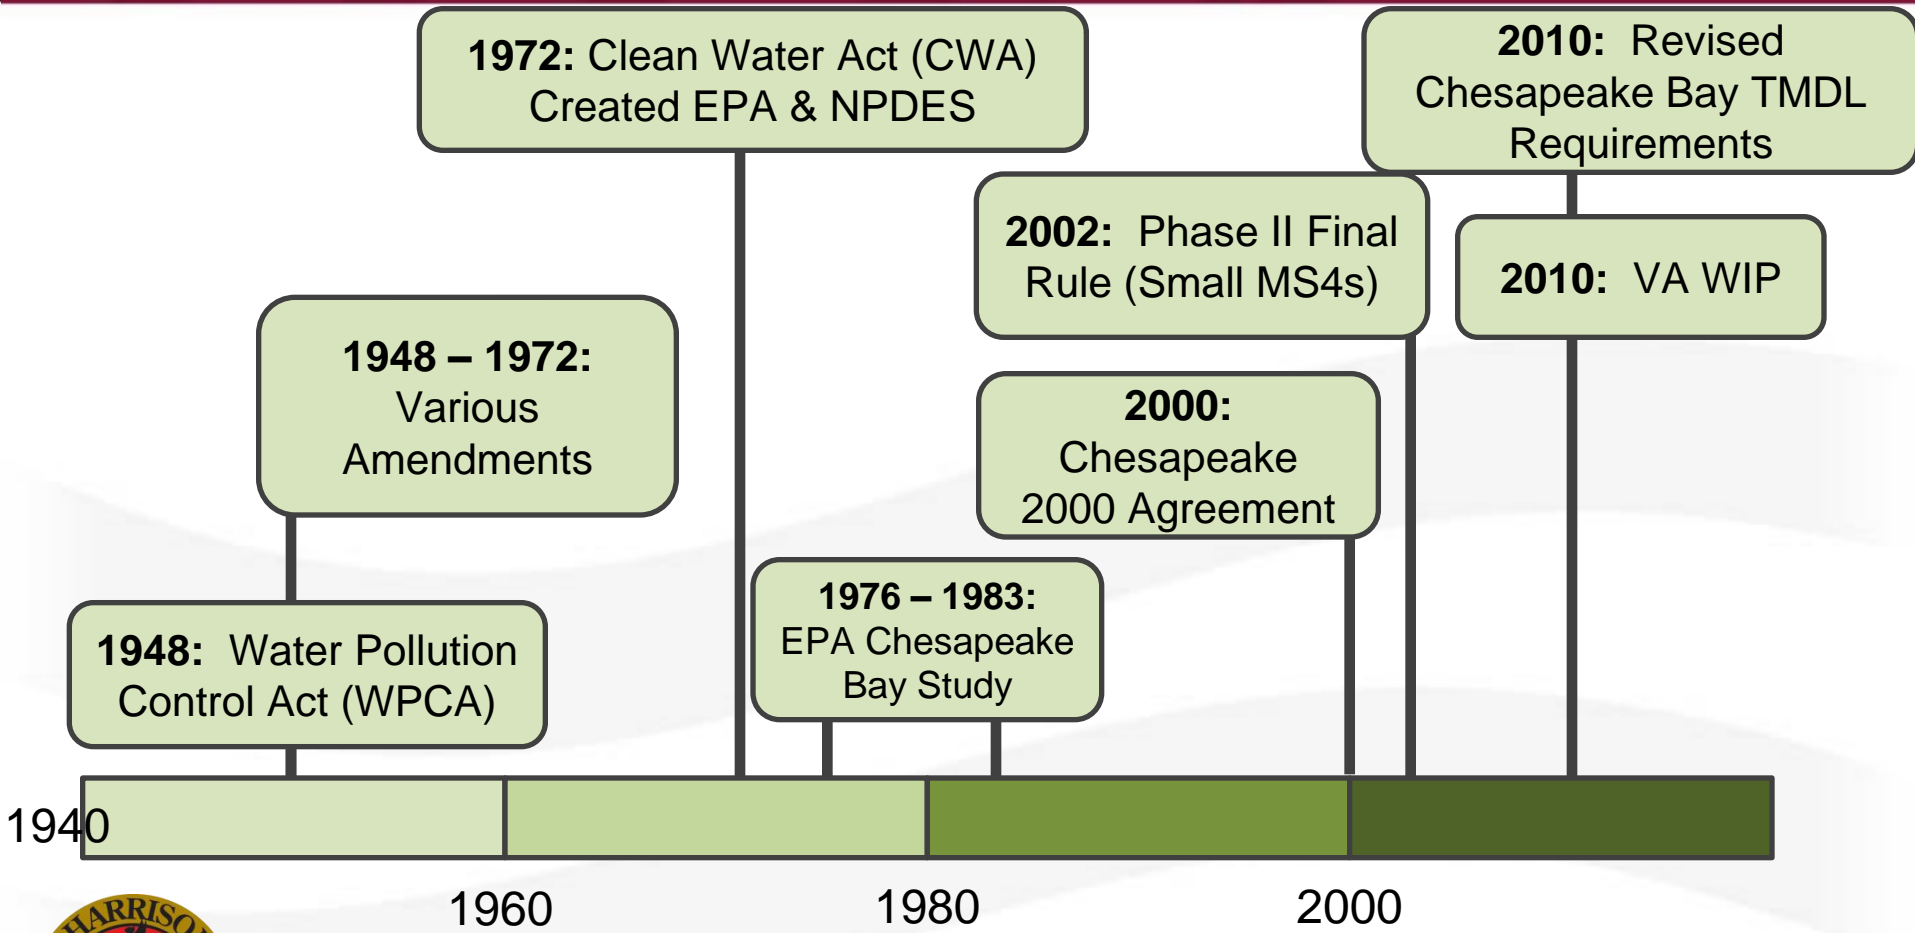 1972: Clean Water Act (CWA)
Created EPA & NPDES
2010: Revised
Chesapeake Bay TMDL
Requirements
2002: Phase II Final
Rule (Small MS4s)
2010: VA WIP
1948 – 1972:
Various
Amendments
2000:
Chesapeake
2000 Agreement
1976 – 1983:
EPA Chesapeake
Bay Study
1948: Water Pollution
Control Act (WPCA)
1940
1960
1980
2000